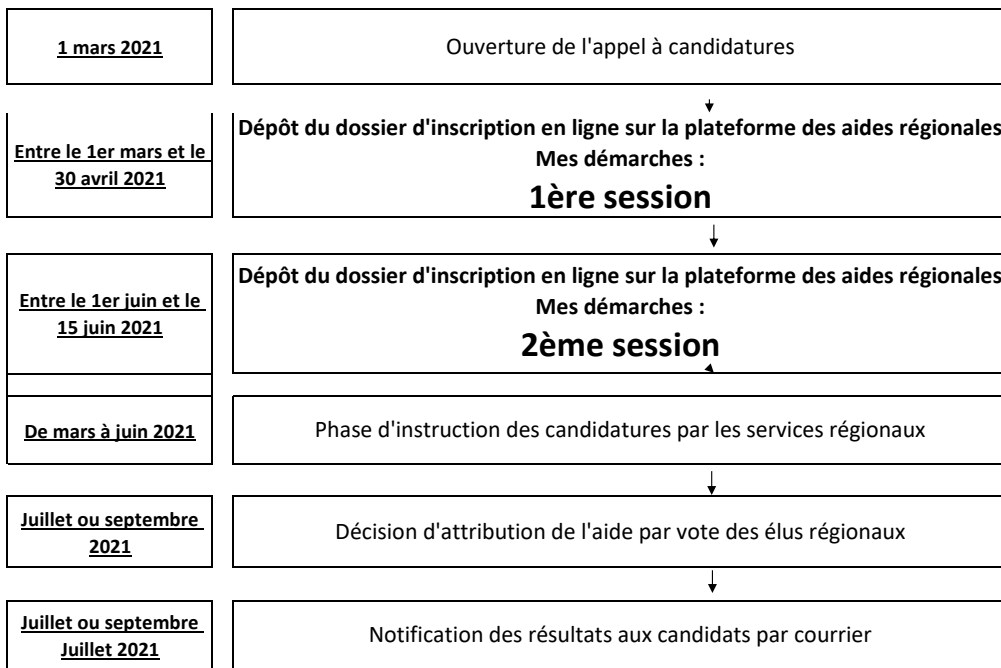 1 mars 2021
Ouverture de l'appel à candidatures
Entre le 1er mars et le
30 avril 2021
Dépôt du dossier d'inscription en ligne sur la plateforme des aides régionales
Mes démarches :
1ère session
Entre le 1er juin et le
15 juin 2021
Dépôt du dossier d'inscription en ligne sur la plateforme des aides régionales
Mes démarches :
2ème session
De mars à juin 2021
Phase d'instruction des candidatures par les services régionaux
Juillet ou septembre
2021
Décision d'attribution de l'aide par vote des élus régionaux
Juillet ou septembre
Juillet 2021
Notification des résultats aux candidats par courrier